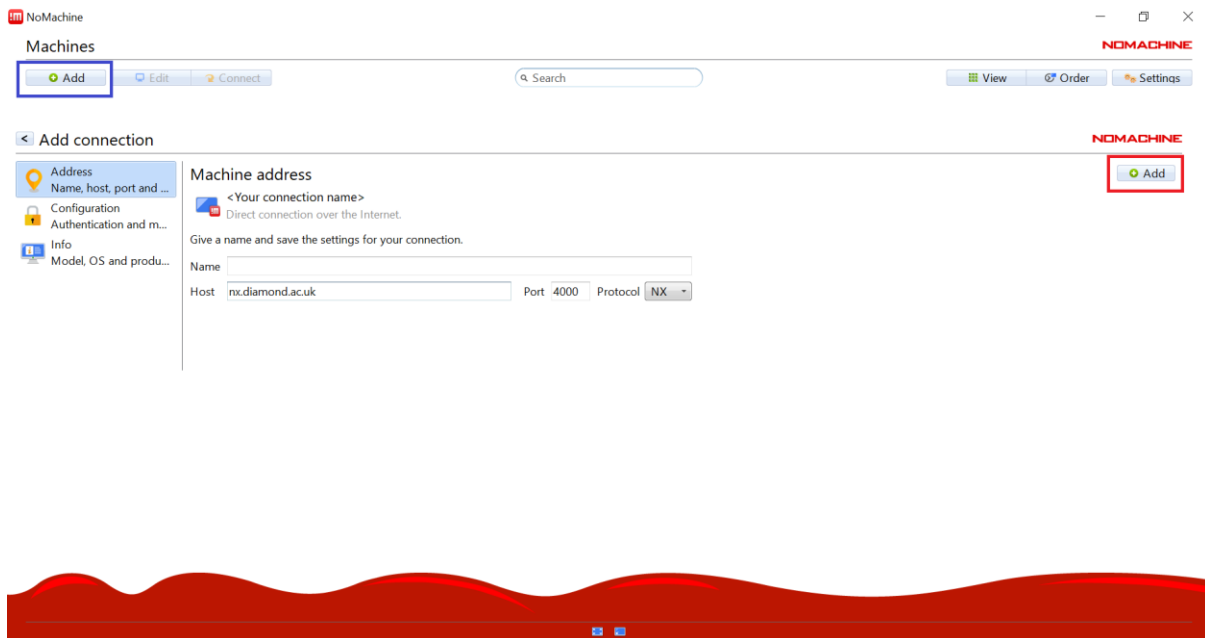 NoMachine
Machines
NOMACHINE
Add Edit Connect Search View Order Settings
Add connection
NOMACHINE
Address
Name, host, port and ...
Configuration
Authentication and m...
Info
Model, OS and produ...
Machine address
Add
<Your connection name>
Direct connection over the Internet.
Give a name and save the settings for your connection.
Name
Host nx.diamond.ac.uk Port 4000 Protocol NX